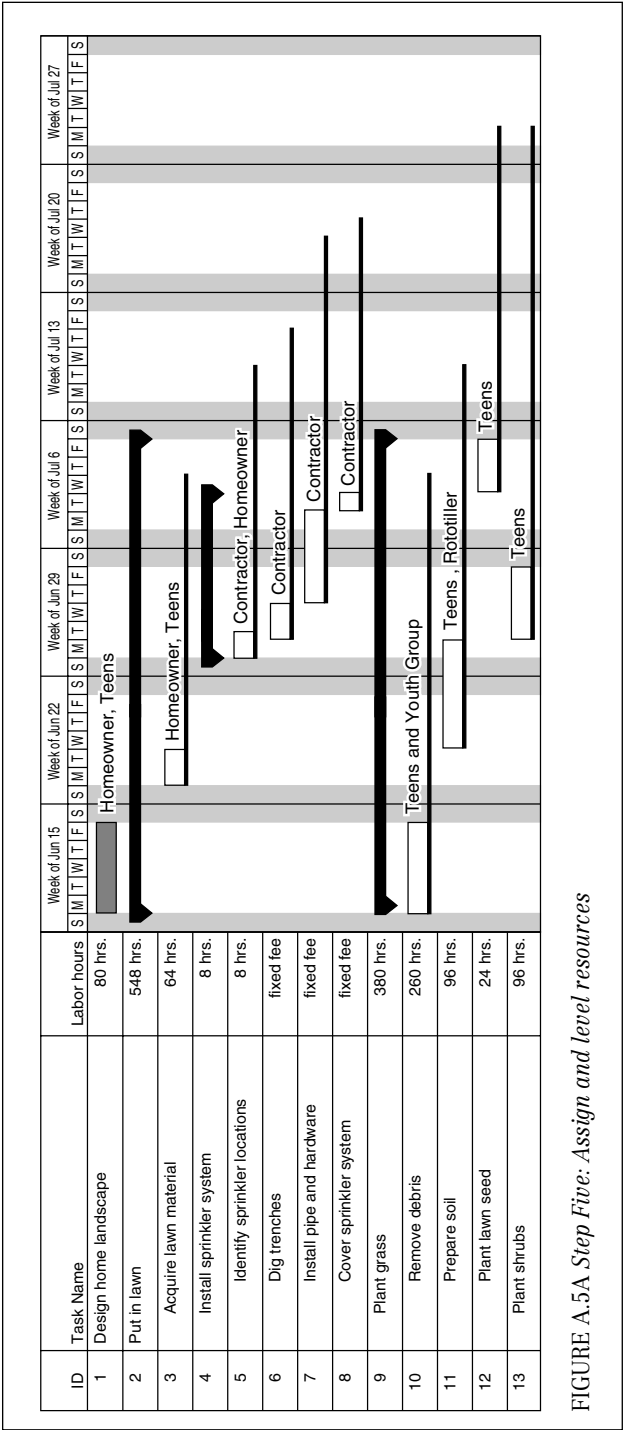 ID Task Name Labor hours Week of Jun 15 Week of Jun 22 Week of Jun 29 Week of Jul 6 Week of Jul 13 Week of Jul 20 Week of Jul 27
S M T W T F S S M T W T F S S M T W T F S S M T W T F S S M T W T F S S M T W T F S S M T W T F S
1 Design home landscape 80 hrs. Homeowner, Teens
2 Put in lawn 548 hrs.
3 Acquire lawn material 64 hrs. Homeowner, Teens
4 Install sprinkler system 8 hrs.
5 Identify sprinkler locations 8 hrs. Contractor, Homeowner
6 Dig trenches fixed fee Contractor
7 Install pipe and hardware fixed fee Contractor
8 Cover sprinkler system fixed fee Contractor
9 Plant grass 380 hrs.
10 Remove debris 260 hrs. Teens and Youth Group
11 Prepare soil 96 hrs. Teens , Rototiller
12 Plant lawn seed 24 hrs. Teens
13 Plant shrubs 96 hrs. Teens
FIGURE A.5A Step Five: Assign and level resources